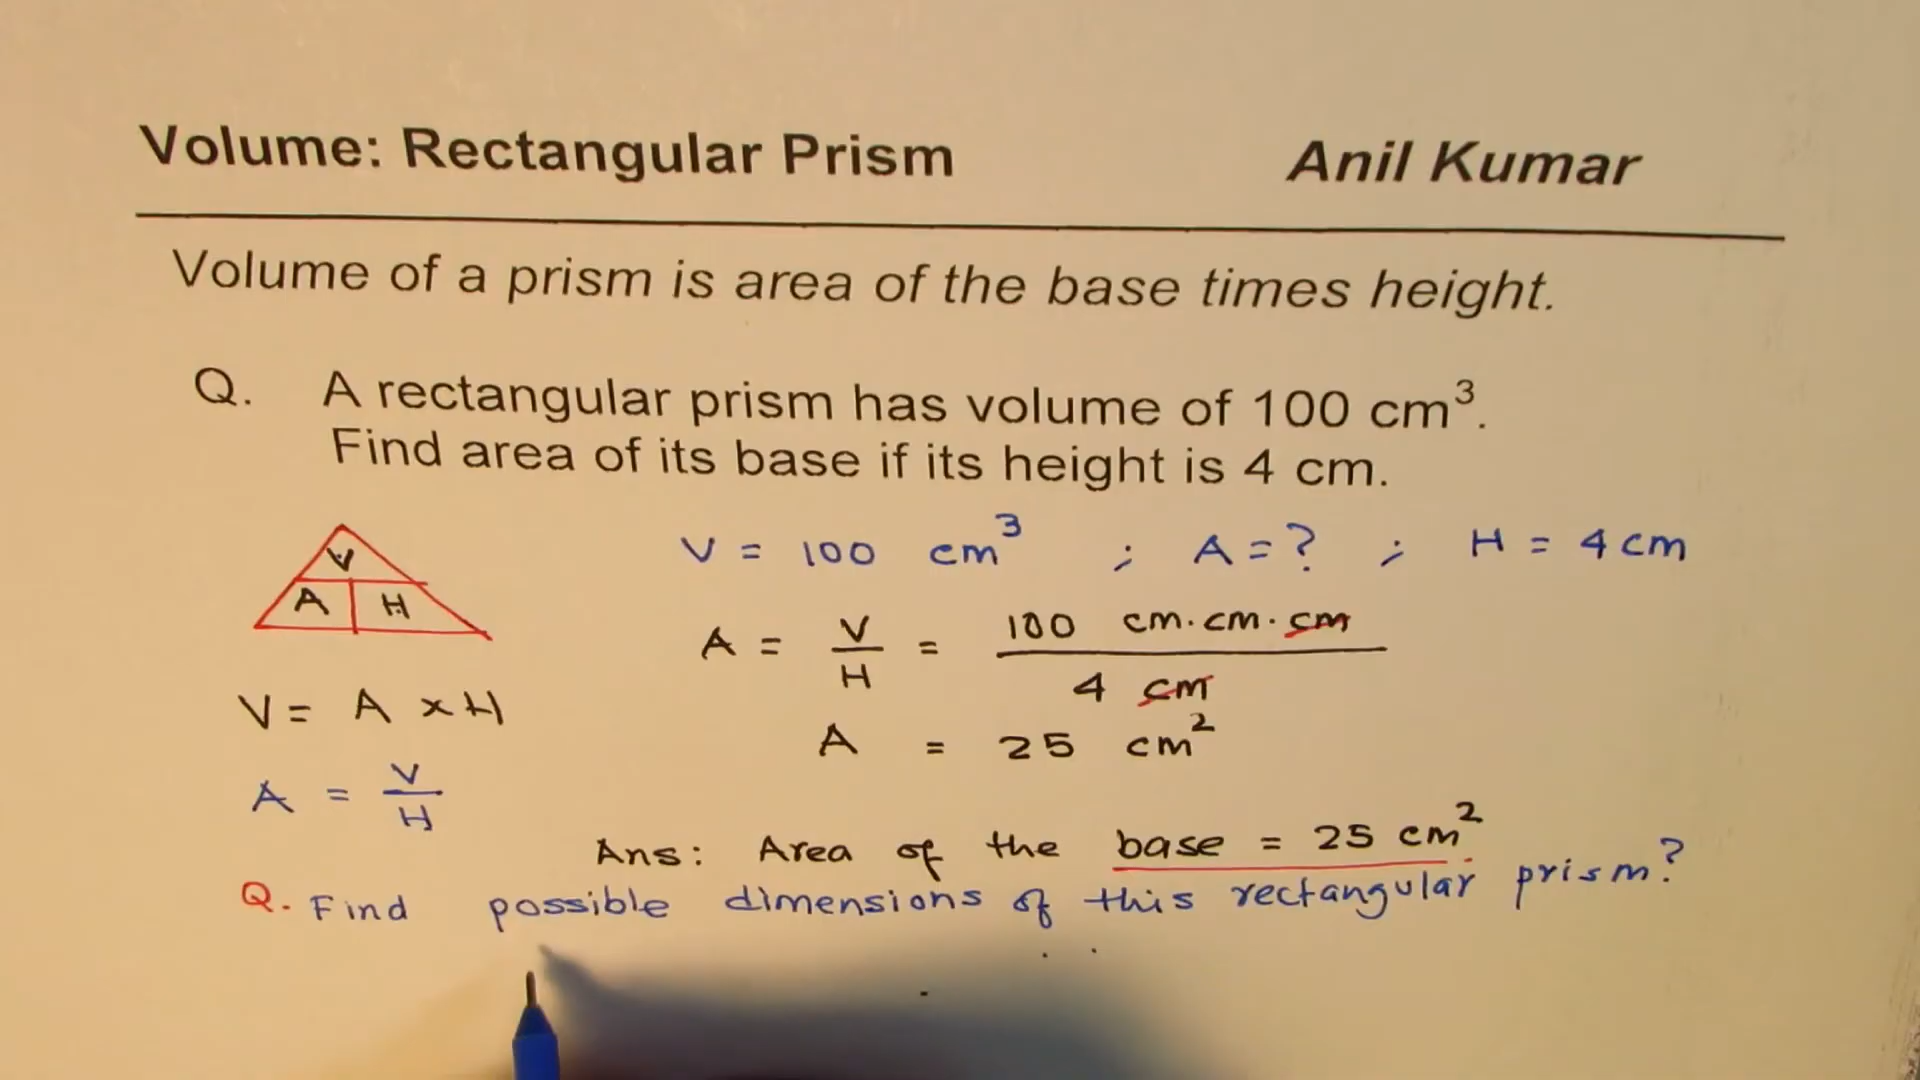 Volume: Rectangular Prism Anil Kumar
Volume of a prism is area of the base times height.
Q. A rectangular prism has volume of 100 cm³.
Find area of its base if its height is 4 cm.
V
A H
V = 100 cm³ ; A = ? ; H = 4 cm
A = V/H = 100 cm·cm·cm / 4 cm
V = A × H
A = 25 cm²
A = V/H
Ans: Area of the base = 25 cm²
Q. Find possible dimensions of this rectangular prism?